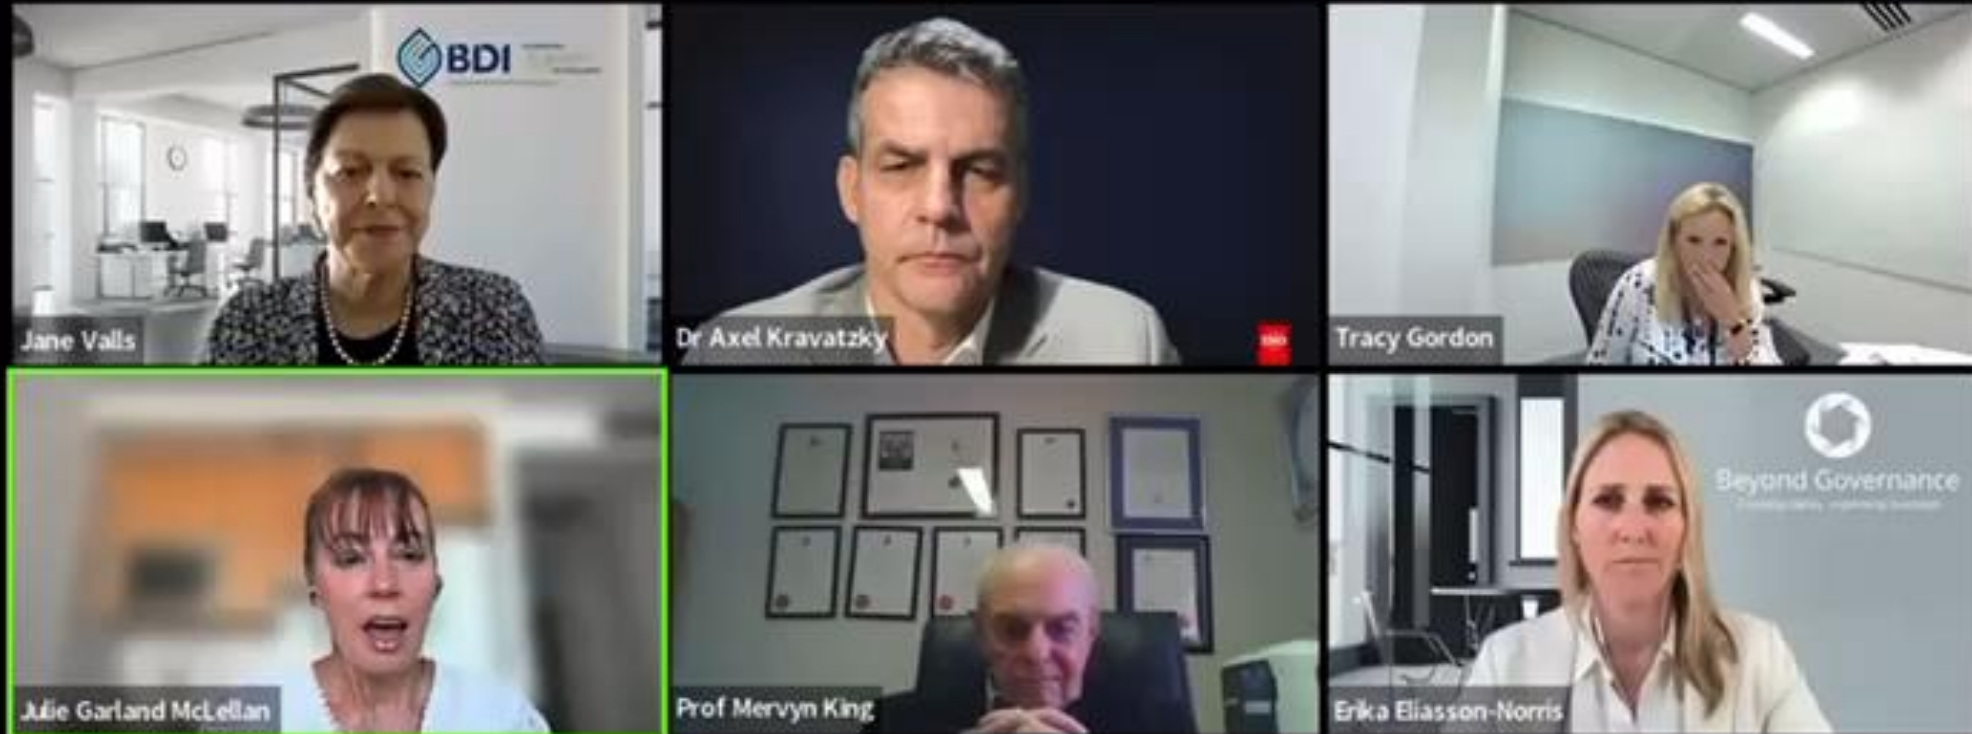 BDI
Jane Valls
Dr Axel Kravatzky
Tracy Gordon
Julie Garland McLellan
Prof Mervyn King
Beyond Governance
Erika Eliasson-Norris